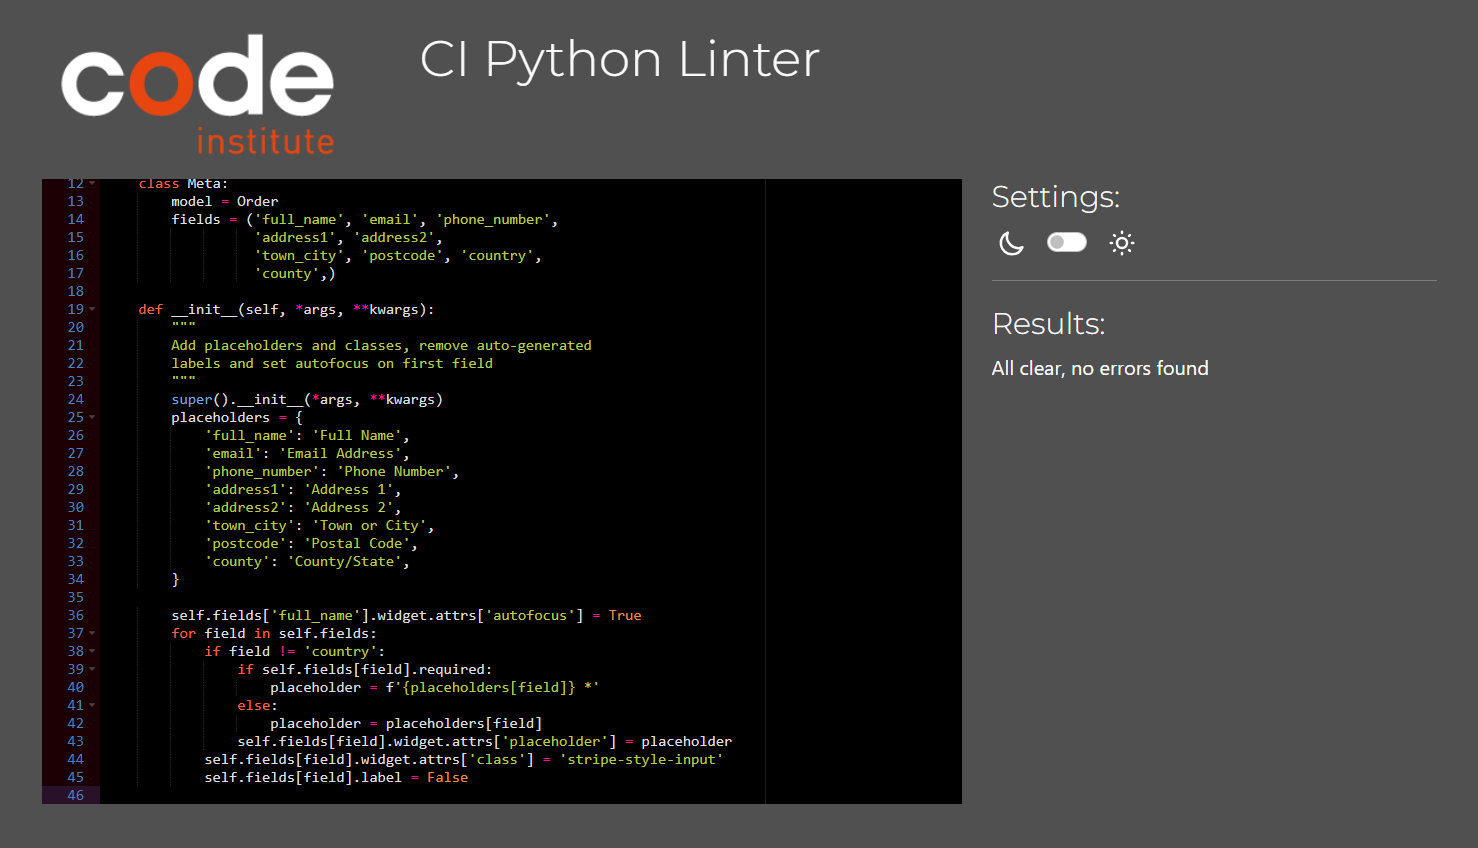 code
institute
CI Python Linter
12 class Meta:
13 model = Order
14 fields = ('full_name', 'email', 'phone_number',
15 'address1', 'address2',
16 'town_city', 'postcode', 'country',
17 'county',)
18
19 def __init__(self, *args, **kwargs):
20 """
21 Add placeholders and classes, remove auto-generated
22 labels and set autofocus on first field
23 """
24 super().__init__(*args, **kwargs)
25 placeholders = {
26 'full_name': 'Full Name',
27 'email': 'Email Address',
28 'phone_number': 'Phone Number',
29 'address1': 'Address 1',
30 'address2': 'Address 2',
31 'town_city': 'Town or City',
32 'postcode': 'Postal Code',
33 'county': 'County/State',
34 }
35
36 self.fields['full_name'].widget.attrs['autofocus'] = True
37 for field in self.fields:
38 if field != 'country':
39 if self.fields[field].required:
40 placeholder = f'{placeholders[field]} *'
41 else:
42 placeholder = placeholders[field]
43 self.fields[field].widget.attrs['placeholder'] = placeholder
44 self.fields[field].widget.attrs['class'] = 'stripe-style-input'
45 self.fields[field].label = False
46
Settings:
Results:
All clear, no errors found